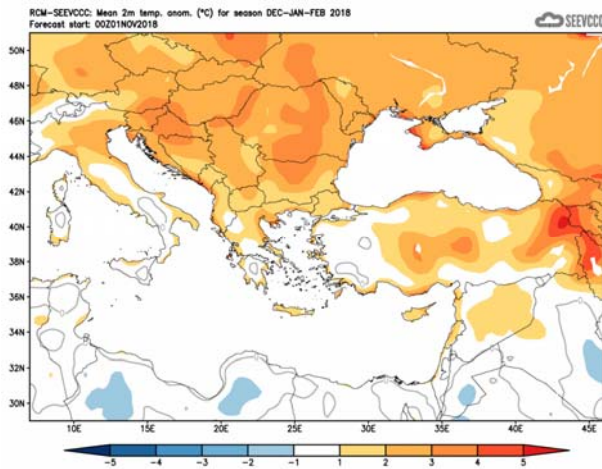 RCM-SEEVCCC: Mean 2m temp. anom. (°C) for season DEC-JAN-FEB 2018
Forecast start: 00Z01NOV2018
SEEVCCC
50N
48N
46N
44N
42N
40N
38N
36N
34N
32N
30N
10E 15E 20E 25E 30E 35E 40E 45E
-5 -4 -3 -2 -1 1 2 3 4 5